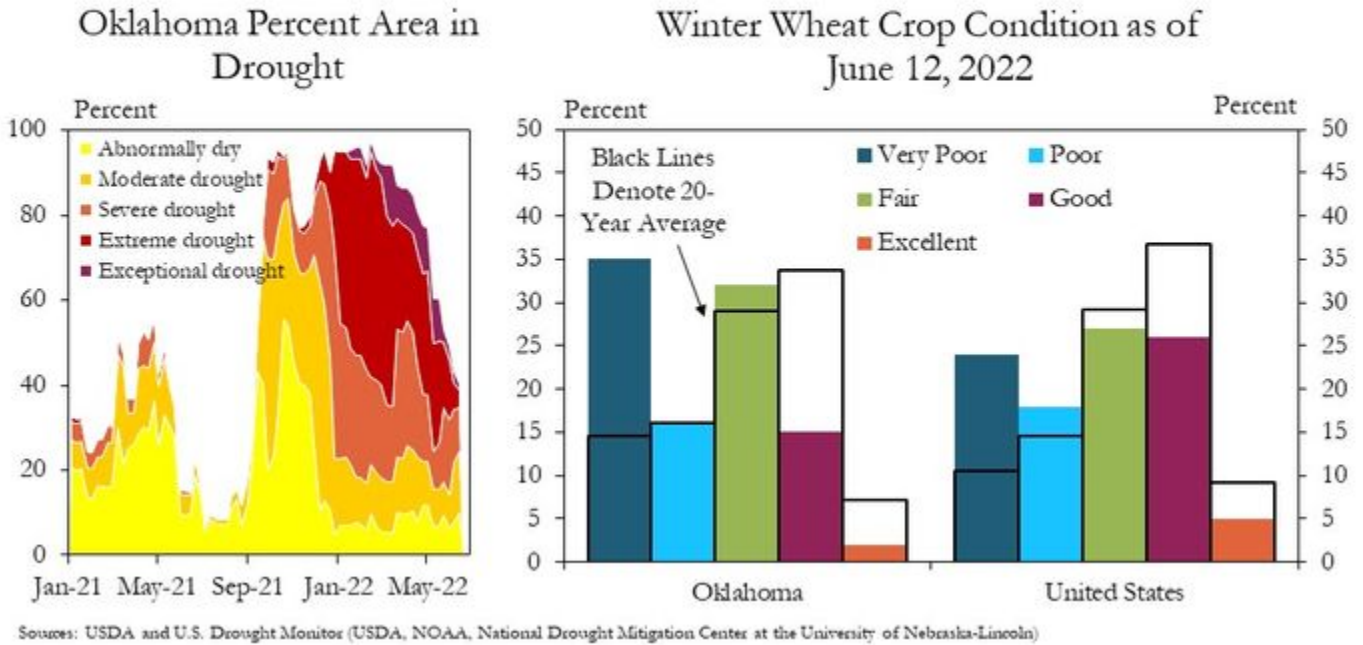 Oklahoma Percent Area in
Drought
Percent
100
80
60
40
20
0
Abnormally dry
Moderate drought
Severe drought
Extreme drought
Exceptional drought
Jan-21 May-21 Sep-21 Jan-22 May-22
Winter Wheat Crop Condition as of
June 12, 2022
Percent
Percent
50
45
40
35
30
25
20
15
10
5
0
Black Lines
Denote 20-
Year Average
Very Poor
Poor
Fair
Good
Excellent
50
45
40
35
30
25
20
15
10
5
0
Oklahoma
United States
Sources: USDA and U.S. Drought Monitor (USDA, NOAA, National Drought Mitigation Center at the University of Nebraska-Lincoln)